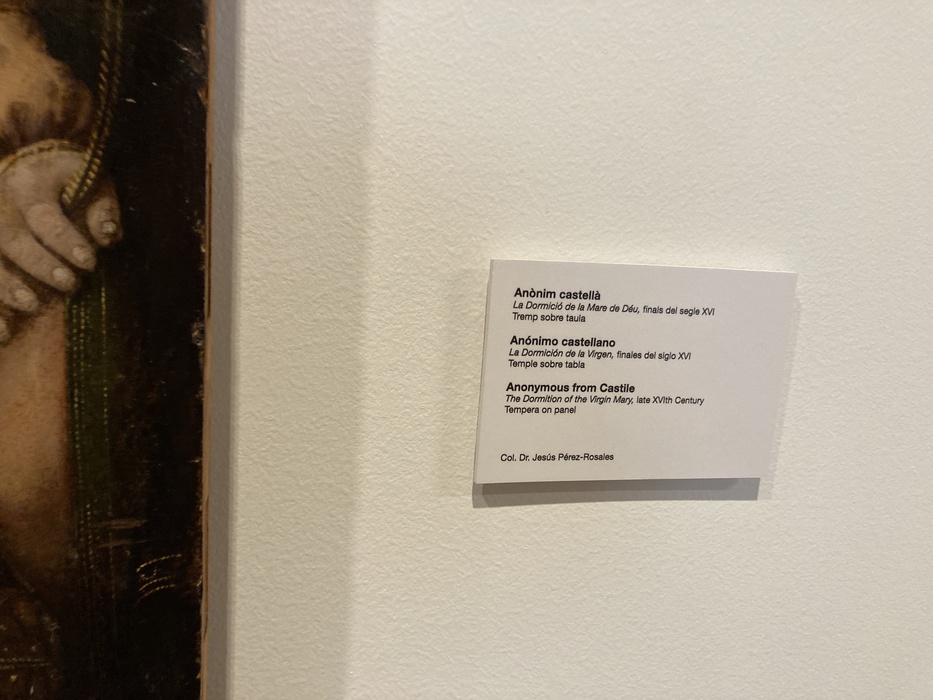 Anònim castellà
La Dormició de la Mare de Déu, finals del segle XVI
Tremp sobre taula
Anónimo castellano
La Dormición de la Virgen, finales del siglo XVI
Temple sobre tabla
Anonymous from Castile
The Dormition of the Virgin Mary, late XVIth Century
Tempera on panel
Col. Dr. Jesús Pérez-Rosales